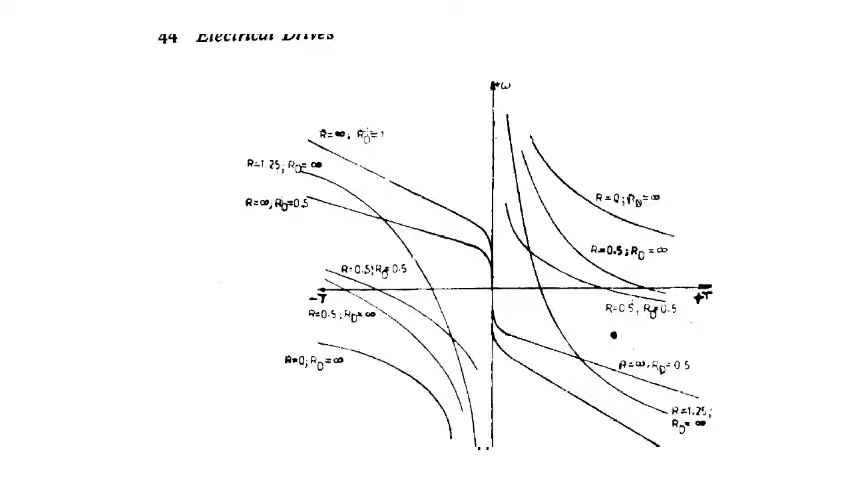 44 Electrical Drives
+ω
R=∞; R_D=1
R=1.25; R_D=∞
R=0; R_D=∞
R=∞; R_D=0.5
R=0.5; R_D=∞
R=0.5; R_D=0.5
-T
+T
R=0.5; R_D=∞
R=0.5; R_D=0.5
R=0; R_D=∞
R=∞; R_D=0.5
R=1.25;
R_D=∞